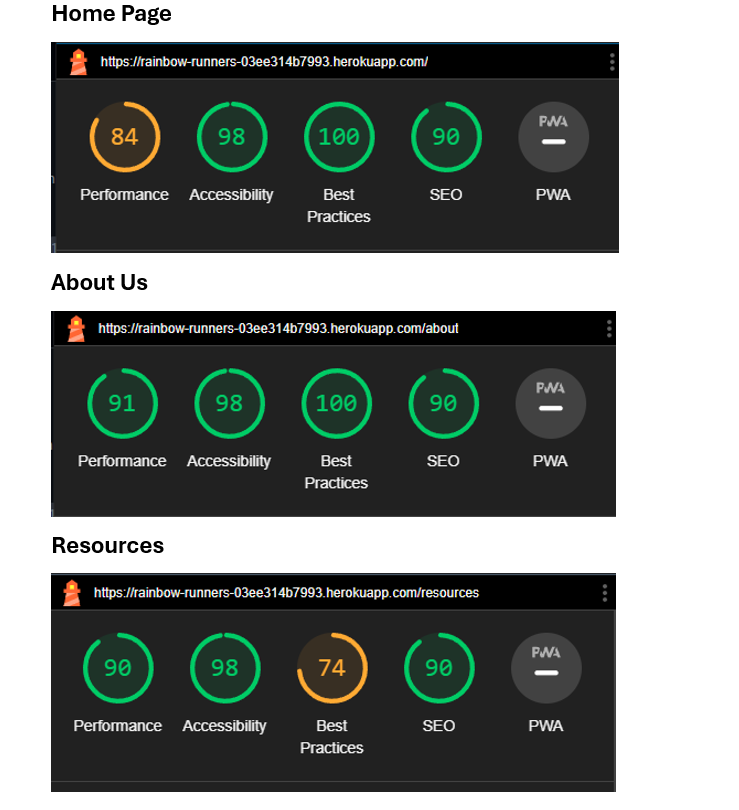 Home Page
https://rainbow-runners-03ee314b7993.herokuapp.com/
84 98 100 90 PWA
Performance Accessibility Best Practices SEO PWA
About Us
https://rainbow-runners-03ee314b7993.herokuapp.com/about
91 98 100 90 PWA
Performance Accessibility Best Practices SEO PWA
Resources
https://rainbow-runners-03ee314b7993.herokuapp.com/resources
90 98 74 90 PWA
Performance Accessibility Best Practices SEO PWA